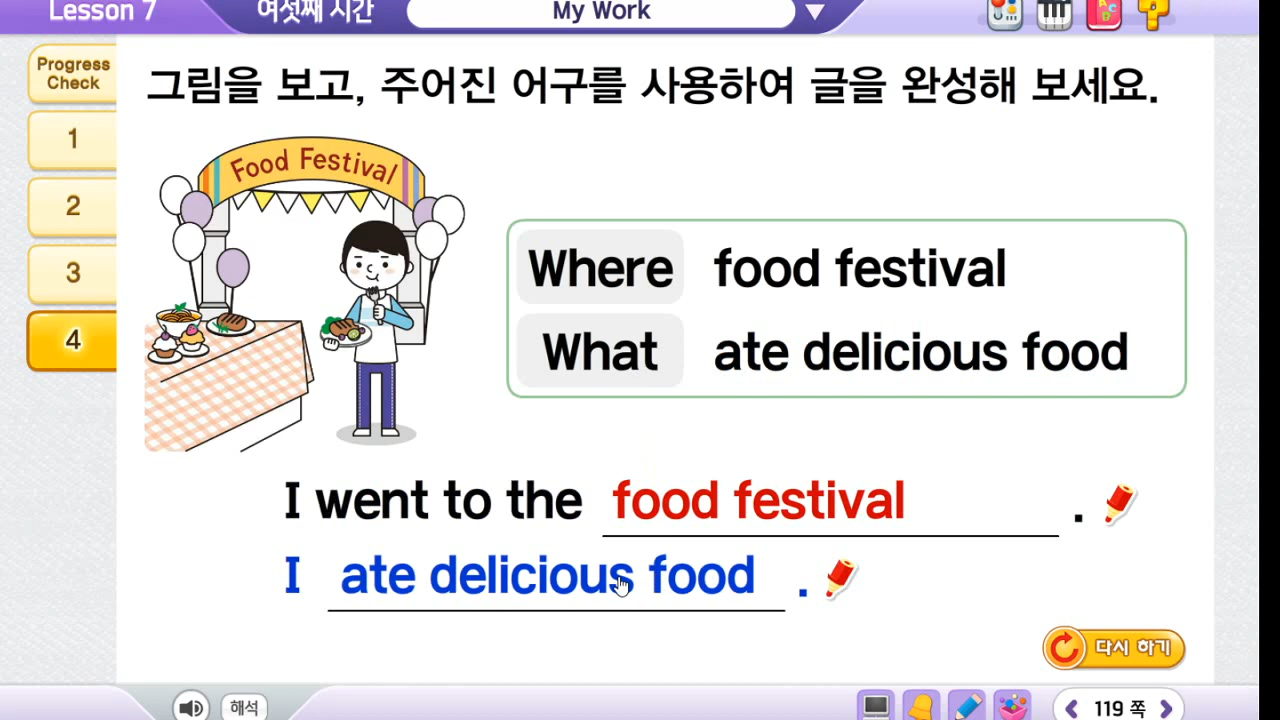 Lesson 7
여섯째 시간
My Work
Progress
Check
1
2
3
4
그림을 보고, 주어진 어구를 사용하여 글을 완성해 보세요.
Food Festival
Where food festival
What ate delicious food
I went to the food festival .
I ate delicious food .
다시 하기
해석
119 쪽